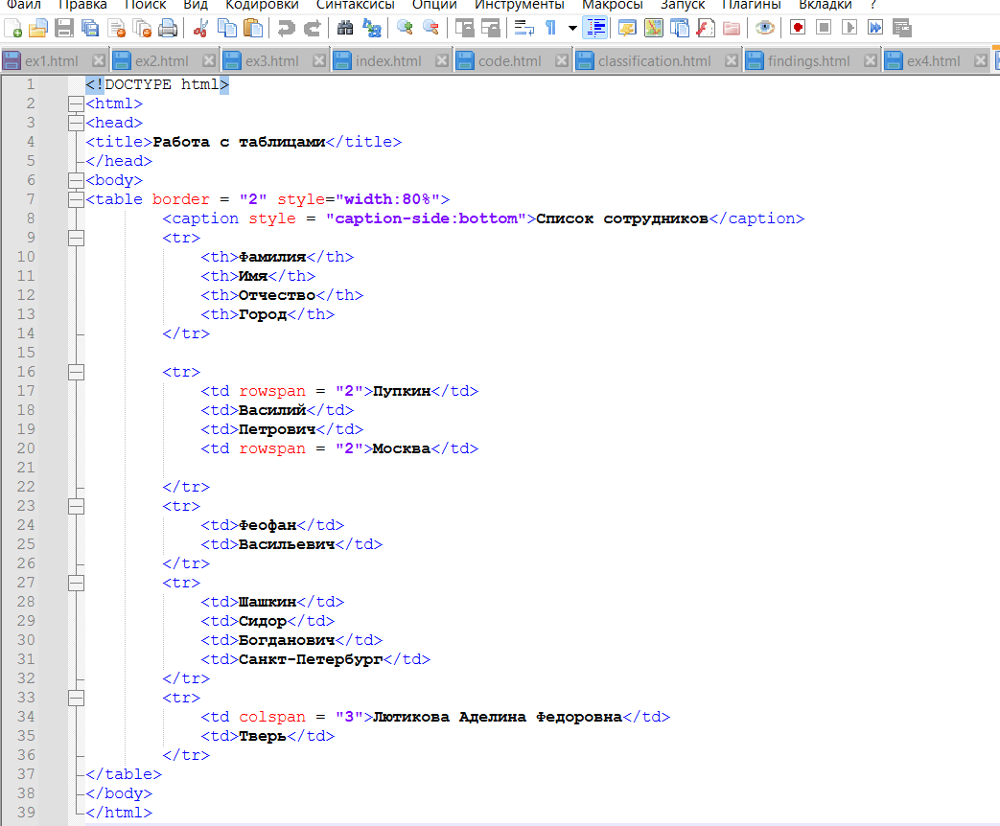 Файл Правка Поиск Вид Кодировки Синтаксисы Опции Инструменты Макросы Запуск Плагины Вкладки ?
ex1.html ex2.html ex3.html index.html code.html classification.html findings.html ex4.html
1 <!DOCTYPE html>
2 <html>
3 <head>
4 <title>Работа с таблицами</title>
5 </head>
6 <body>
7 <table border = "2" style="width:80%">
8 <caption style = "caption-side:bottom">Список сотрудников</caption>
9 <tr>
10 <th>Фамилия</th>
11 <th>Имя</th>
12 <th>Отчество</th>
13 <th>Город</th>
14 </tr>
15
16 <tr>
17 <td rowspan = "2">Пупкин</td>
18 <td>Василий</td>
19 <td>Петрович</td>
20 <td rowspan = "2">Москва</td>
21
22 </tr>
23 <tr>
24 <td>Феофан</td>
25 <td>Васильевич</td>
26 </tr>
27 <tr>
28 <td>Шашкин</td>
29 <td>Сидор</td>
30 <td>Богданович</td>
31 <td>Санкт-Петербург</td>
32 </tr>
33 <tr>
34 <td colspan = "3">Лютикова Аделина Федоровна</td>
35 <td>Тверь</td>
36 </tr>
37 </table>
38 </body>
39 </html>